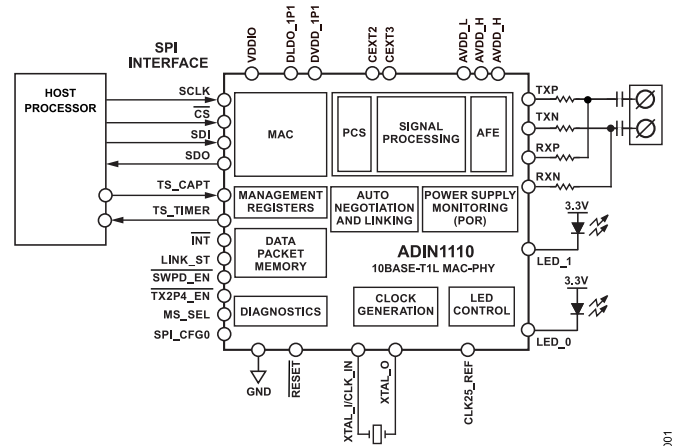 VDDIO
DLDO_1P1
DVDD_1P1
CEXT2
CEXT3
AVDD_L
AVDD_H
AVDD_H
SPI
INTERFACE
HOST
PROCESSOR
SCLK
CS
SDI
SDO
TS_CAPT
TS_TIMER
INT
LINK_ST
SWPD_EN
TX2P4_EN
MS_SEL
SPI_CFG0
MAC
PCS
SIGNAL
PROCESSING
AFE
MANAGEMENT
REGISTERS
AUTO
NEGOTIATION
AND LINKING
POWER SUPPLY
MONITORING
(POR)
DATA
PACKET
MEMORY
ADIN1110
10BASE-T1L MAC-PHY
DIAGNOSTICS
CLOCK
GENERATION
LED
CONTROL
TXP
TXN
RXP
RXN
3.3V
LED_1
3.3V
LED_0
GND
RESET
XTAL_I/CLK_IN
XTAL_O
CLK25_REF
001